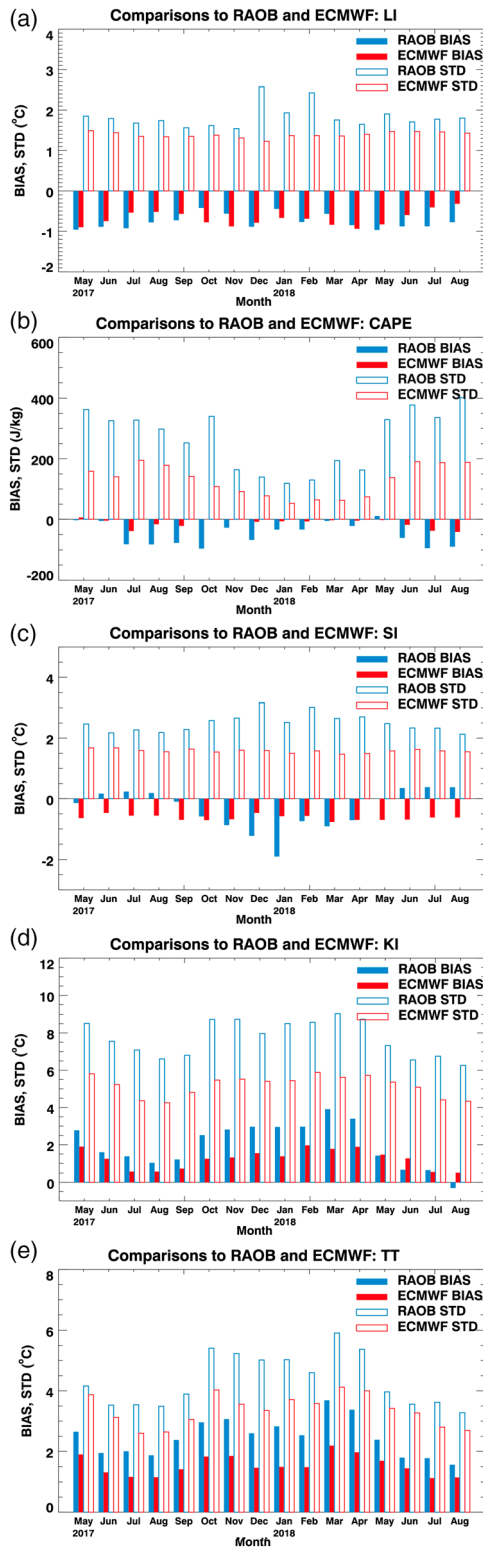 (a)
Comparisons to RAOB and ECMWF: LI
RAOB BIAS
ECMWF BIAS
RAOB STD
ECMWF STD
BIAS, STD (°C)
4
3
2
1
0
-1
-2
May Jun Jul Aug Sep Oct Nov Dec Jan Feb Mar Apr May Jun Jul Aug
2017 2018
Month
(b)
Comparisons to RAOB and ECMWF: CAPE
RAOB BIAS
ECMWF BIAS
RAOB STD
ECMWF STD
BIAS, STD (J/kg)
600
400
200
0
-200
May Jun Jul Aug Sep Oct Nov Dec Jan Feb Mar Apr May Jun Jul Aug
2017 2018
Month
(c)
Comparisons to RAOB and ECMWF: SI
RAOB BIAS
ECMWF BIAS
RAOB STD
ECMWF STD
BIAS, STD (°C)
4
2
0
-2
May Jun Jul Aug Sep Oct Nov Dec Jan Feb Mar Apr May Jun Jul Aug
2017 2018
Month
(d)
Comparisons to RAOB and ECMWF: KI
RAOB BIAS
ECMWF BIAS
RAOB STD
ECMWF STD
BIAS, STD (°C)
12
10
8
6
4
2
0
May Jun Jul Aug Sep Oct Nov Dec Jan Feb Mar Apr May Jun Jul Aug
2017 2018
Month
(e)
Comparisons to RAOB and ECMWF: TT
RAOB BIAS
ECMWF BIAS
RAOB STD
ECMWF STD
BIAS, STD (°C)
8
6
4
2
0
May Jun Jul Aug Sep Oct Nov Dec Jan Feb Mar Apr May Jun Jul Aug
2017 2018
Month